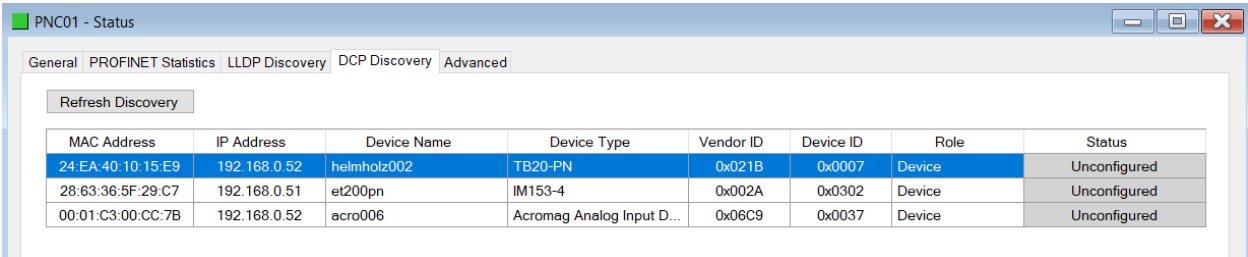 PNC01 - Status
General PROFINET Statistics LLDP Discovery DCP Discovery Advanced
Refresh Discovery
MAC Address IP Address Device Name Device Type Vendor ID Device ID Role Status
24:EA:40:10:15:E9 192.168.0.52 helmholz002 TB20-PN 0x021B 0x0007 Device Unconfigured
28:63:36:5F:29:C7 192.168.0.51 et200pn IM153-4 0x002A 0x0302 Device Unconfigured
00:01:C3:00:CC:7B 192.168.0.52 acro006 Acromag Analog Input D... 0x06C9 0x0037 Device Unconfigured